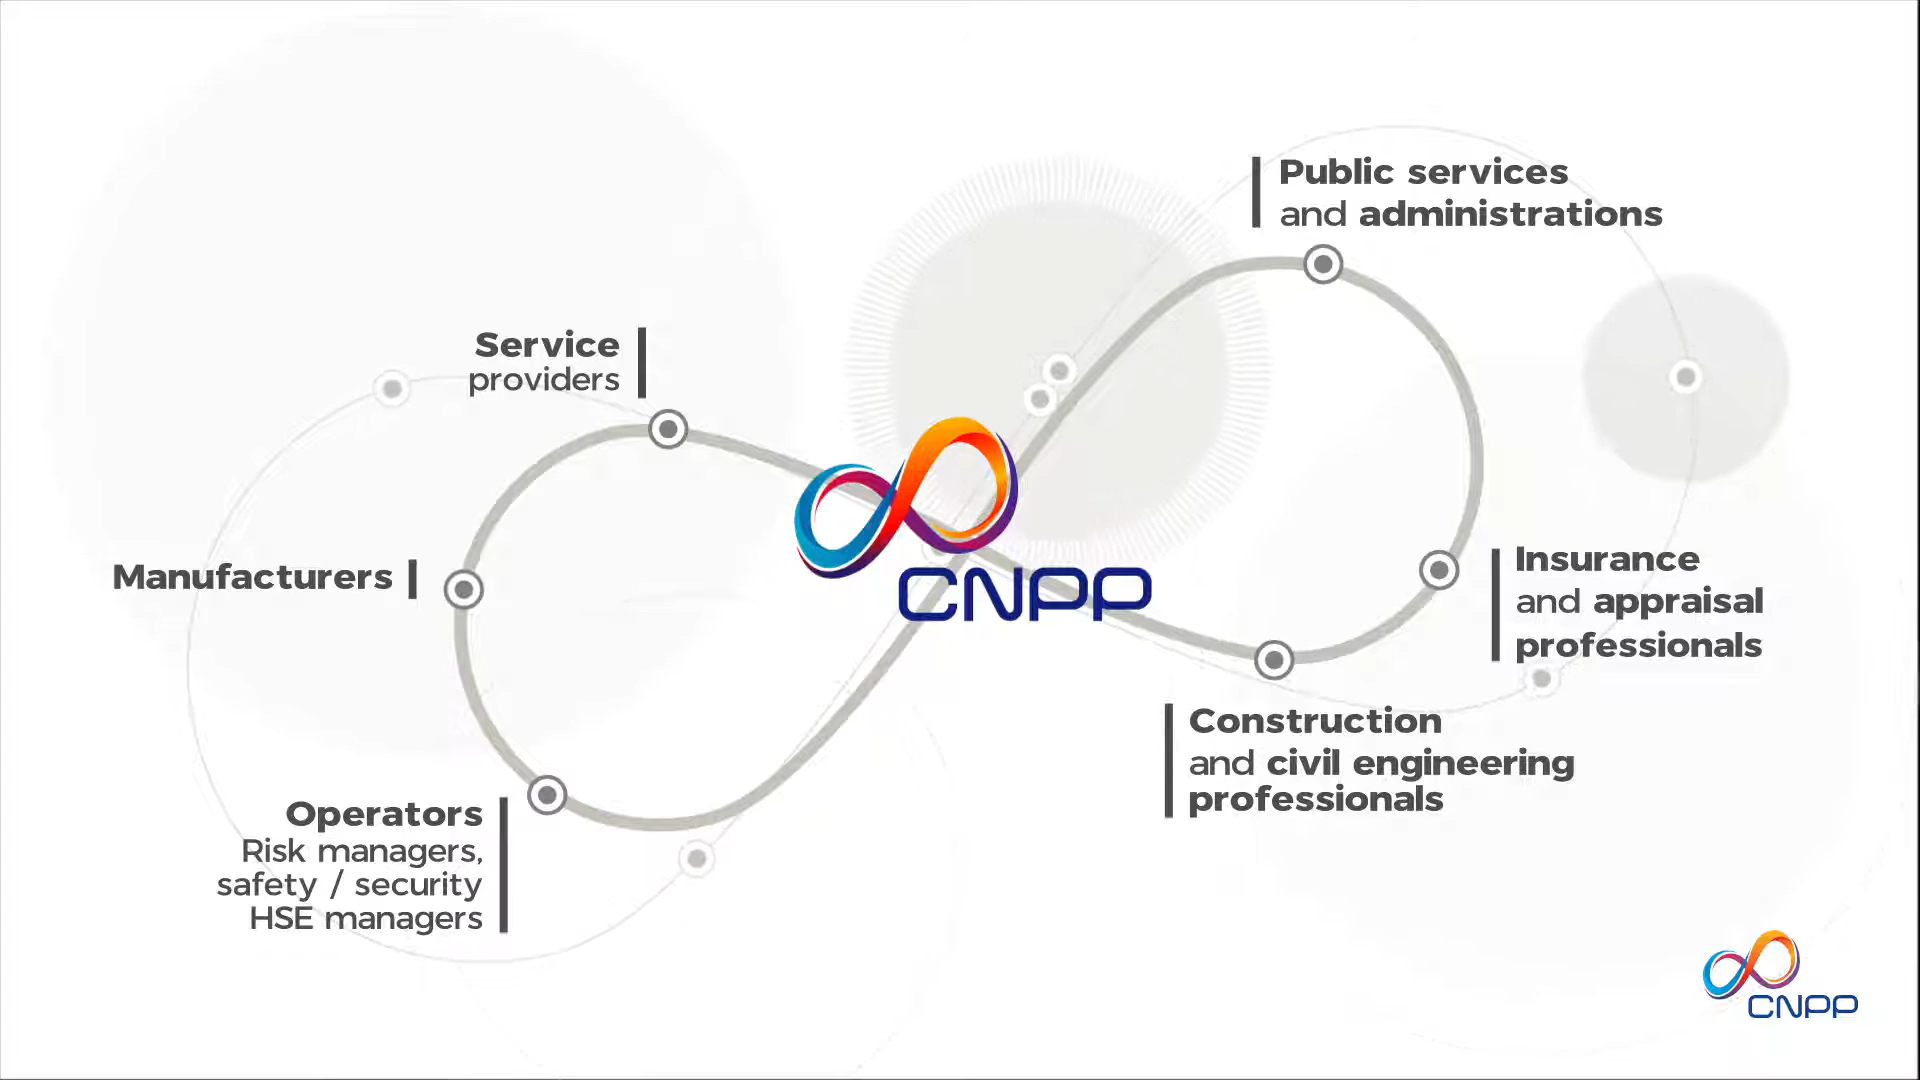 Public services
and administrations
Service
providers
Manufacturers
CNPP
Insurance
and appraisal
professionals
Construction
and civil engineering
professionals
Operators
Risk managers,
safety / security
HSE managers
CNPP